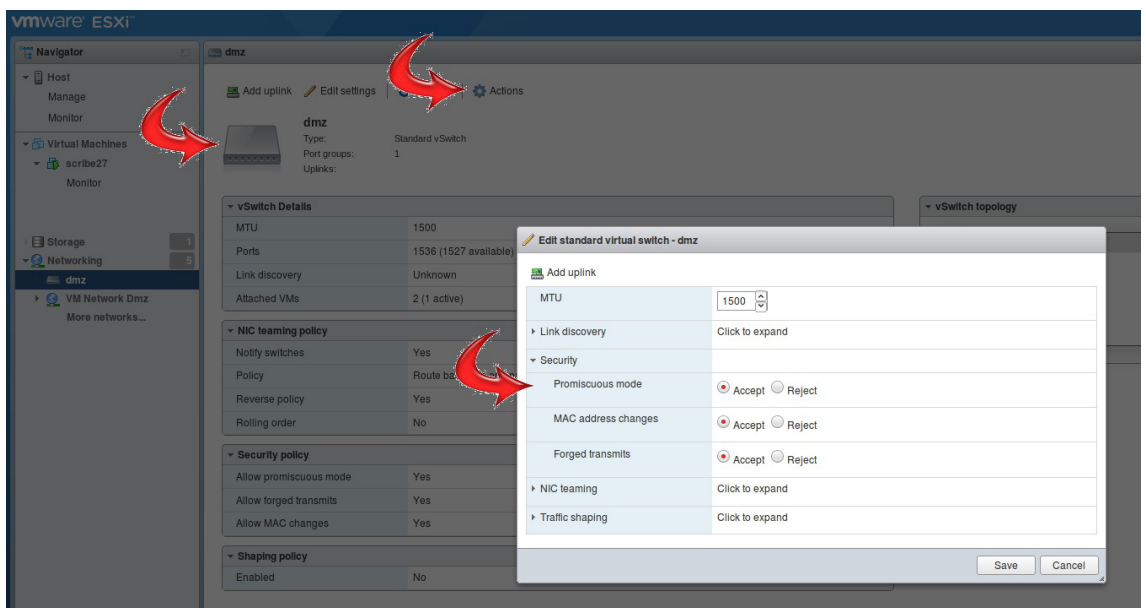 vmware ESXi™
Navigator
Host
Manage
Monitor
Virtual Machines
scribe27
Monitor
Storage 1
Networking 5
dmz
VM Network Dmz
More networks...
dmz
Add uplink Edit settings Actions
dmz
Type: Standard vSwitch
Port groups: 1
Uplinks:
vSwitch Details
MTU 1500
Ports 1536 (1527 available)
Link discovery Unknown
Attached VMs 2 (1 active)
NIC teaming policy
Notify switches Yes
Policy Route
Reverse policy Yes
Rolling order No
Security policy
Allow promiscuous mode Yes
Allow forged transmits Yes
Allow MAC changes Yes
Shaping policy
Enabled No
vSwitch topology
Edit standard virtual switch - dmz
Add uplink
MTU 1500
Link discovery Click to expand
Security
Promiscuous mode Accept Reject
MAC address changes Accept Reject
Forged transmits Accept Reject
NIC teaming Click to expand
Traffic shaping Click to expand
Save Cancel